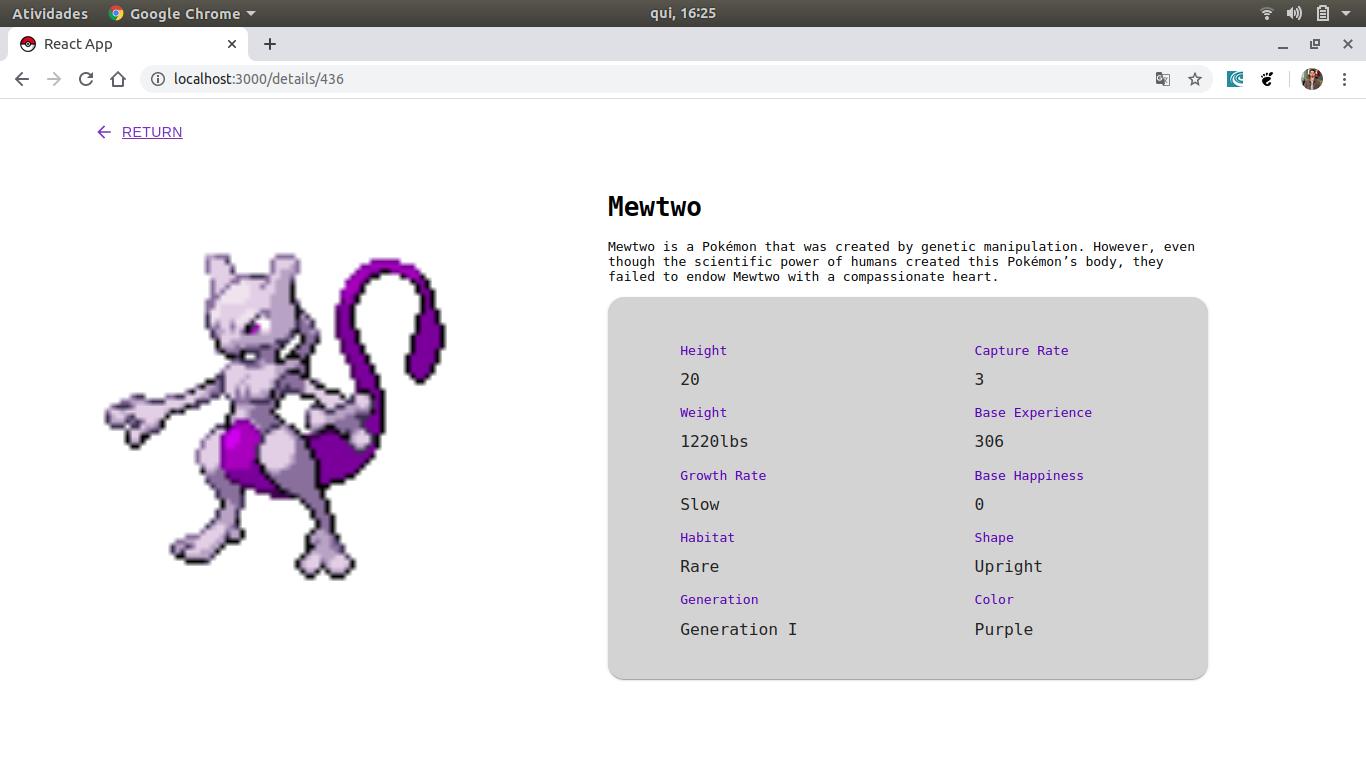 Atividades
Google Chrome
qui, 16:25
React App
localhost:3000/details/436
RETURN
Mewtwo
Mewtwo is a Pokémon that was created by genetic manipulation. However, even
though the scientific power of humans created this Pokémon’s body, they
failed to endow Mewtwo with a compassionate heart.
Height
20
Capture Rate
3
Weight
1220lbs
Base Experience
306
Growth Rate
Slow
Base Happiness
0
Habitat
Rare
Shape
Upright
Generation
Generation I
Color
Purple